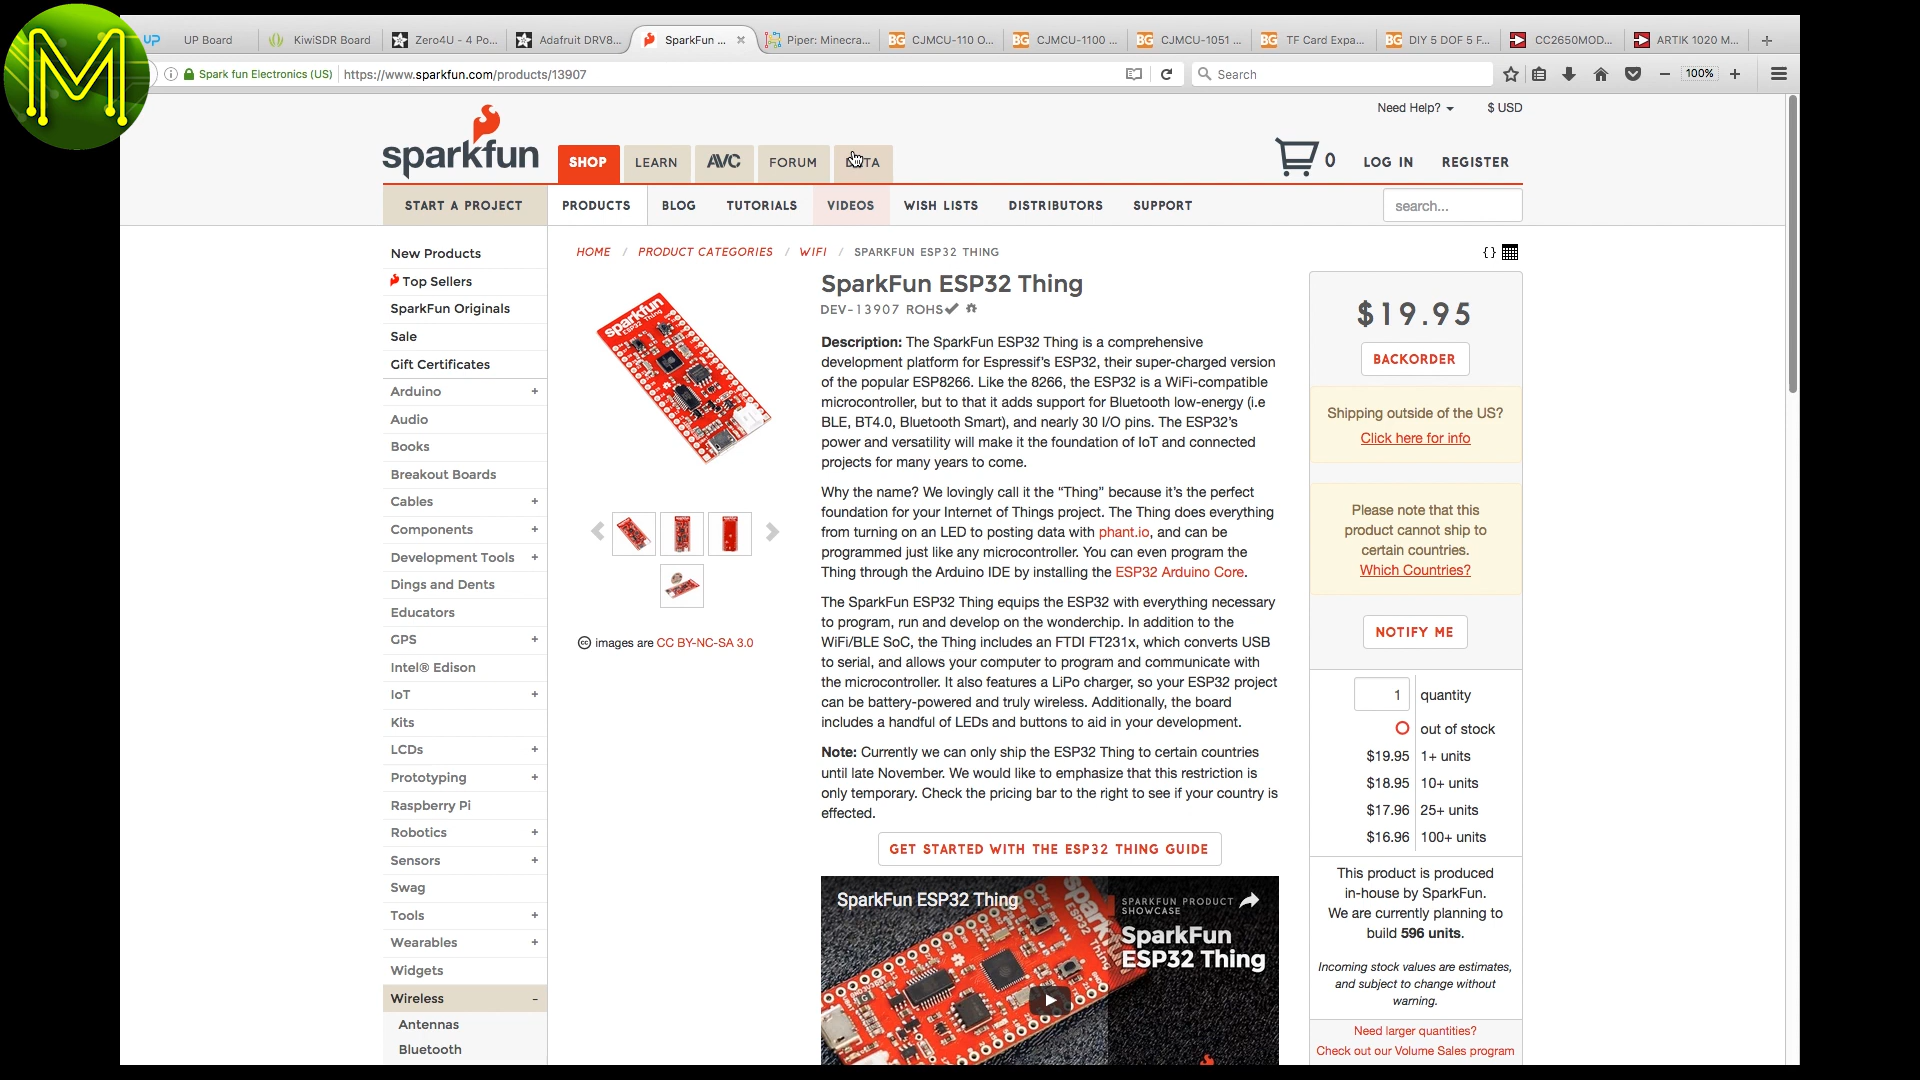 M
UP
UP Board
KiwiSDR Board
Zero4U - 4 Po...
Adafruit DRV8...
SparkFun ...
Piper: Minecra...
BG CJMCU-110 O...
BG CJMCU-1100 ...
BG CJMCU-1051 ...
BG TF Card Expa...
BG DIY 5 DOF 5 F...
CC2650MOD...
ARTIK 1020 M...
Spark fun Electronics (US)
https://www.sparkfun.com/products/13907
Search
100%
Need Help?
$ USD
sparkfun
SHOP
LEARN
AVC
FORUM
0
LOG IN
REGISTER
START A PROJECT
PRODUCTS
BLOG
TUTORIALS
VIDEOS
WISH LISTS
DISTRIBUTORS
SUPPORT
search...
New Products
Top Sellers
SparkFun Originals
Sale
Gift Certificates
Arduino +
Audio
Books
Breakout Boards
Cables +
Components +
Development Tools +
Dings and Dents
Educators
GPS +
Intel® Edison
IoT +
Kits
LCDs +
Prototyping +
Raspberry Pi
Robotics +
Sensors +
Swag
Tools +
Wearables +
Widgets
Wireless -
Antennas
Bluetooth
HOME / PRODUCT CATEGORIES / WIFI / SPARKFUN ESP32 THING
{}
sparkfun
ESP32 Thing
images are CC BY-NC-SA 3.0
SparkFun ESP32 Thing
DEV-13907 ROHS✔
Description: The SparkFun ESP32 Thing is a comprehensive
development platform for Espressif's ESP32, their super-charged version
of the popular ESP8266. Like the 8266, the ESP32 is a WiFi-compatible
microcontroller, but to that it adds support for Bluetooth low-energy (i.e
BLE, BT4.0, Bluetooth Smart), and nearly 30 I/O pins. The ESP32's
power and versatility will make it the foundation of IoT and connected
projects for many years to come.
Why the name? We lovingly call it the “Thing” because it's the perfect
foundation for your Internet of Things project. The Thing does everything
from turning on an LED to posting data with phant.io, and can be
programmed just like any microcontroller. You can even program the
Thing through the Arduino IDE by installing the ESP32 Arduino Core.
The SparkFun ESP32 Thing equips the ESP32 with everything necessary
to program, run and develop on the wonderchip. In addition to the
WiFi/BLE SoC, the Thing includes an FTDI FT231x, which converts USB
to serial, and allows your computer to program and communicate with
the microcontroller. It also features a LiPo charger, so your ESP32 project
can be battery-powered and truly wireless. Additionally, the board
includes a handful of LEDs and buttons to aid in your development.
Note: Currently we can only ship the ESP32 Thing to certain countries
until late November. We would like to emphasize that this restriction is
only temporary. Check the pricing bar to the right to see if your country is
effected.
GET STARTED WITH THE ESP32 THING GUIDE
SparkFun ESP32 Thing
SPARKFUN PRODUCT
SHOWCASE
SparkFun
ESP32 Thing
$19.95
BACKORDER
Shipping outside of the US?
Click here for info
Please note that this
product cannot ship to
certain countries.
Which Countries?
NOTIFY ME
1 quantity
out of stock
$19.95 1+ units
$18.95 10+ units
$17.96 25+ units
$16.96 100+ units
This product is produced
in-house by SparkFun.
We are currently planning to
build 596 units.
Incoming stock values are estimates,
and subject to change without
warning.
Need larger quantities?
Check out our Volume Sales program